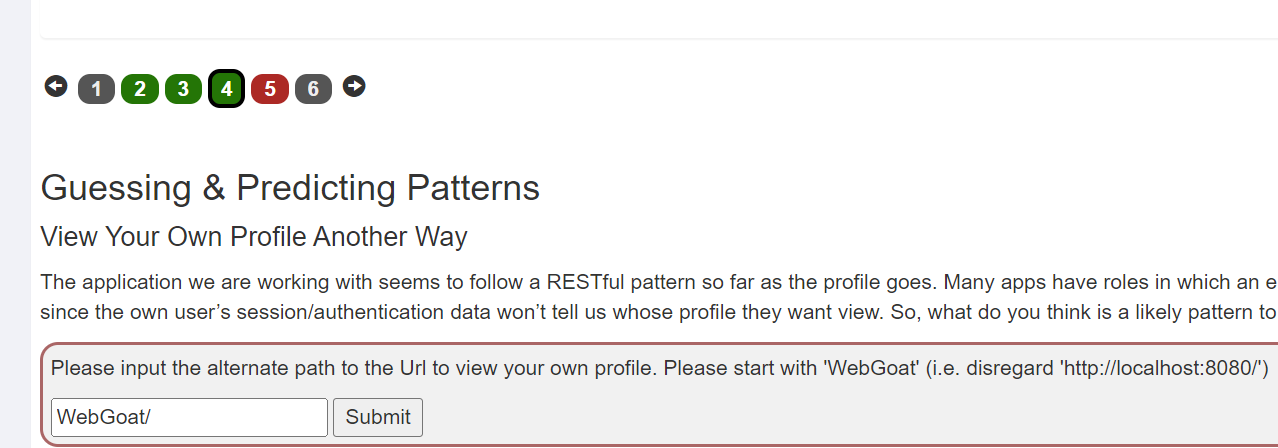 1 2 3 4 5 6
Guessing & Predicting Patterns
View Your Own Profile Another Way
The application we are working with seems to follow a RESTful pattern so far as the profile goes. Many apps have roles in which an e
since the own user’s session/authentication data won’t tell us whose profile they want view. So, what do you think is a likely pattern to
Please input the alternate path to the Url to view your own profile. Please start with 'WebGoat' (i.e. disregard 'http://localhost:8080/')
WebGoat/ Submit